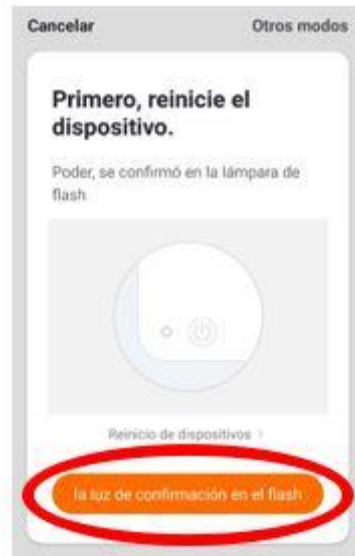 Cancelar
Otros modos
Primero, reinicie el
dispositivo.
Poder, se confirmó en la lámpara de
flash
Reinicio de dispositivos >
la luz de confirmación en el flash